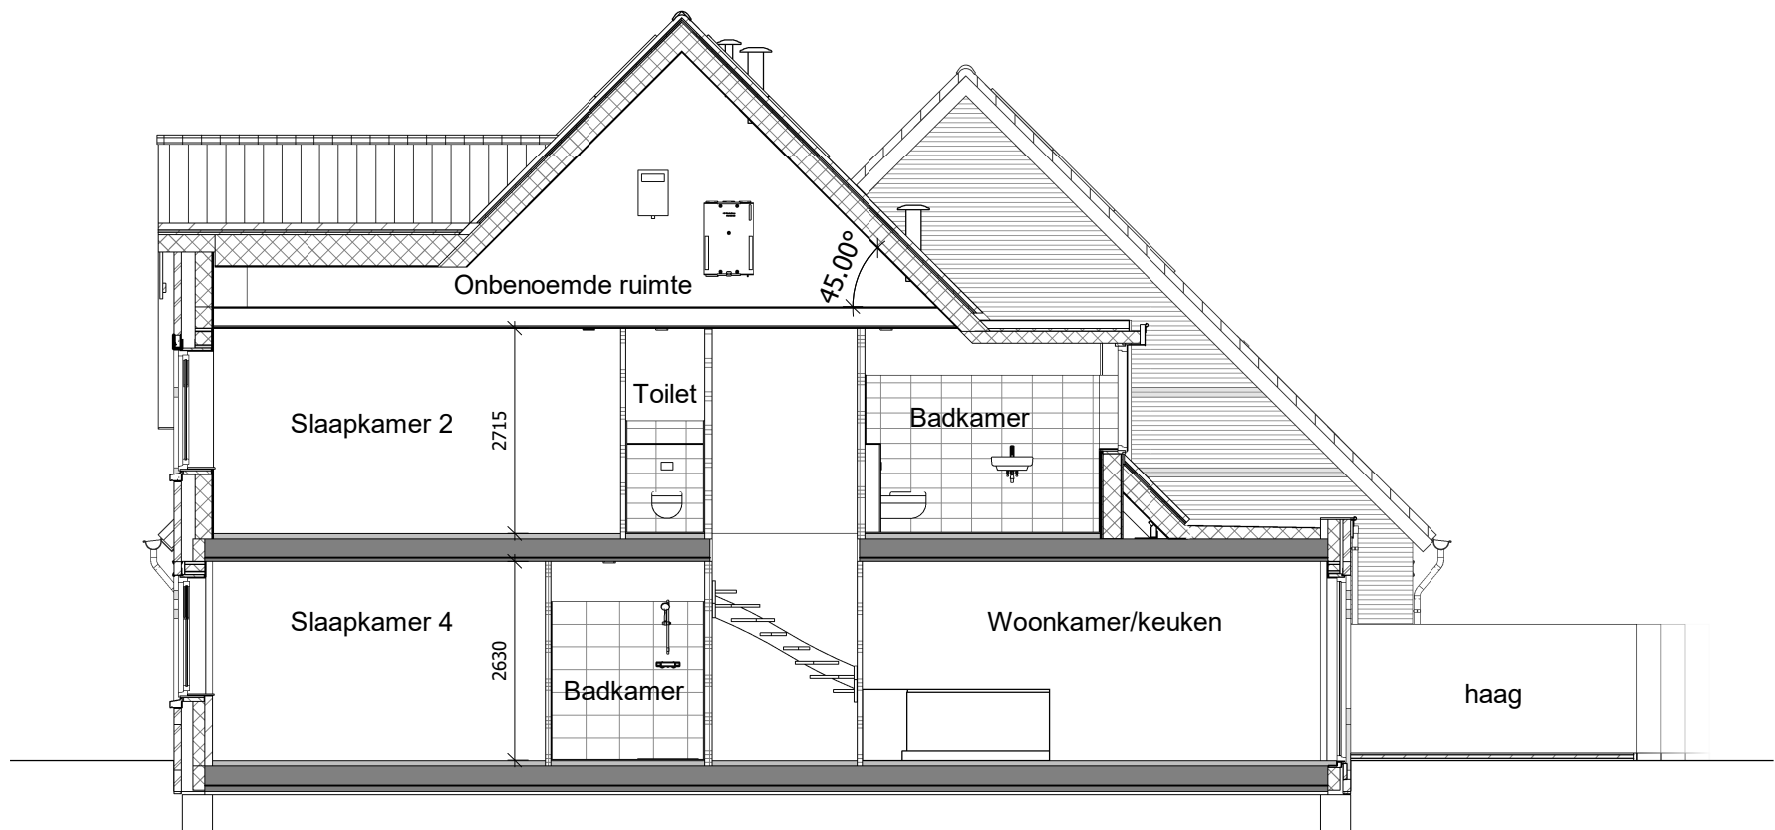 Onbenoemde ruimte
45.00°
Toilet
Slaapkamer 2
2715
Badkamer
Slaapkamer 4
2630
Badkamer
Woonkamer/keuken
haag